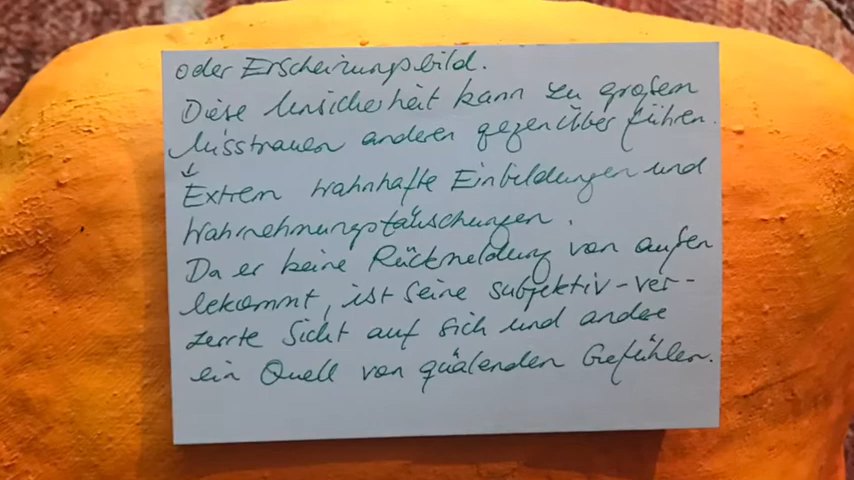 oder Erscheinungsbild.
Diese Unsicherheit kann zu großem
Misstrauen anderen gegenüber führen.
↓
Extrem wahnhafte Einbildungen und
Wahrnehmungstäuschungen.
Da er keine Rückmeldung von außen
bekommt, ist seine subjektiv-ver-
zerrte Sicht auf sich und andere
ein Quell von quälenden Gefühlen.